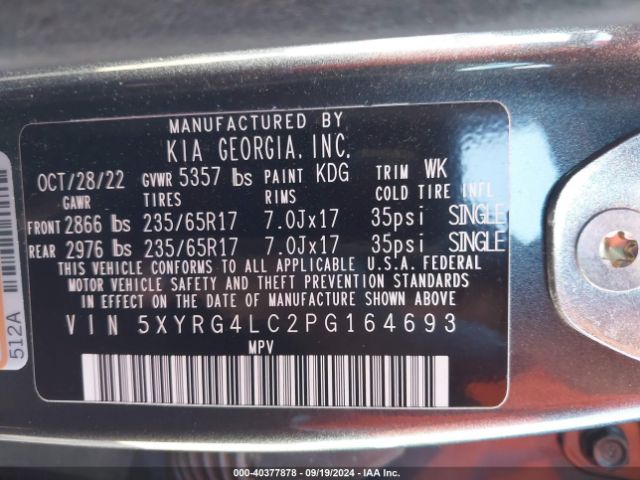 MANUFACTURED BY
KIA GEORGIA, INC.
OCT/28/22 GVWR 5357 lbs PAINT KDG TRIM WK
GAWR TIRES RIMS COLD TIRE INFL
FRONT 2866 lbs 235/65R17 7.0Jx17 35psi SINGLE
REAR 2976 lbs 235/65R17 7.0Jx17 35psi SINGLE
THIS VEHICLE CONFORMS TO ALL APPLICABLE U.S.A. FEDERAL
MOTOR VEHICLE SAFETY AND THEFT PREVENTION STANDARDS
IN EFFECT ON THE DATE OF MANUFACTURE SHOWN ABOVE.
VIN 5XYRG4LC2PG164693
MPV
512A
© COPYRIGHT - 40377878 - 09/19/2024 - IAA Inc.